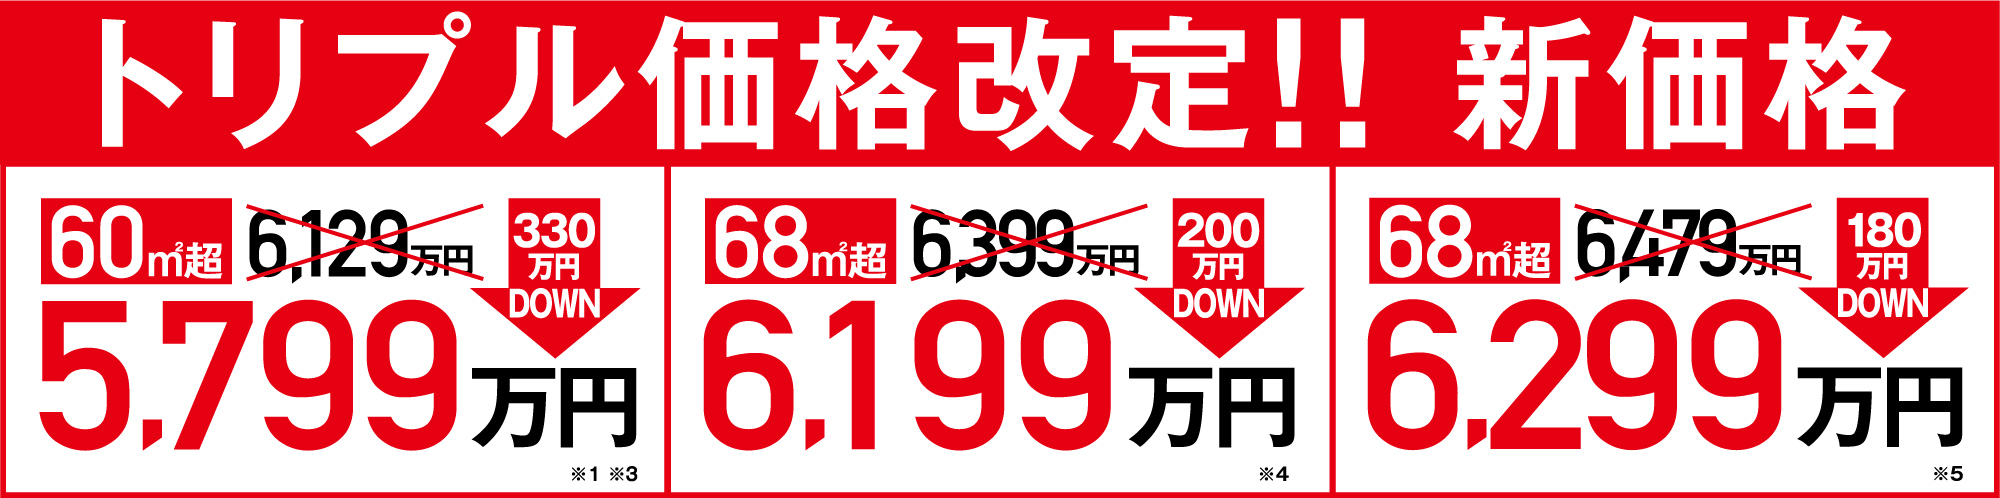 トリプル価格改定!! 新価格
60㎡超 6,129万円 330万円DOWN
5,799万円
※1 ※3
68㎡超 6,399万円 200万円DOWN
6,199万円
※4
68㎡超 6,479万円 180万円DOWN
6,299万円
※5